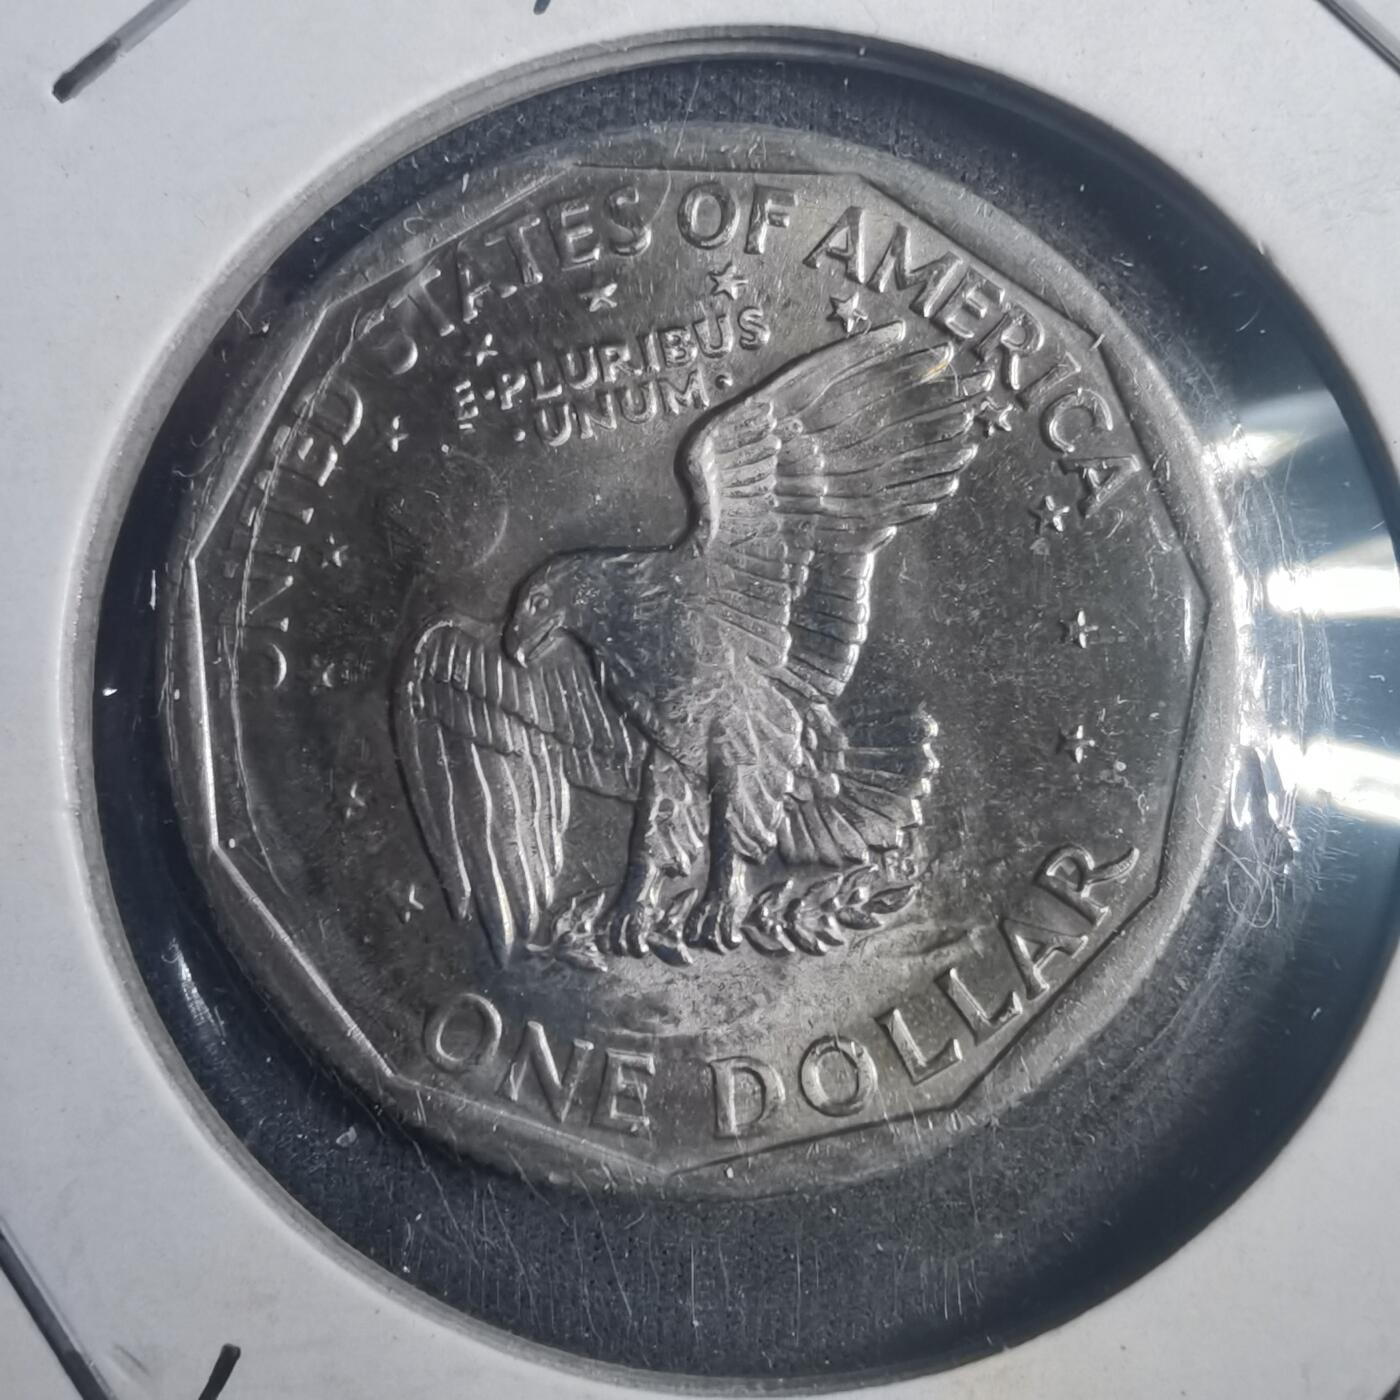 UNITED STATES OF AMERICA
E·PLURIBUS
·UNUM·
ONE DOLLAR